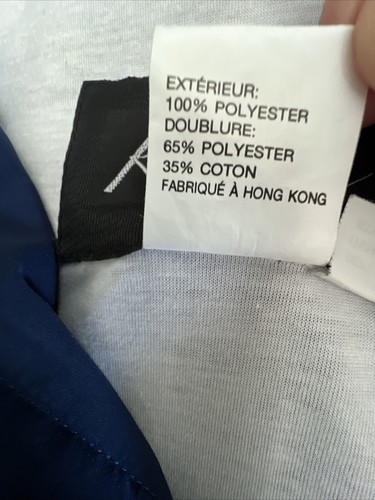 EXTÉRIEUR:
100% POLYESTER
DOUBLURE:
65% POLYESTER
35% COTON
FABRIQUÉ À HONG KONG